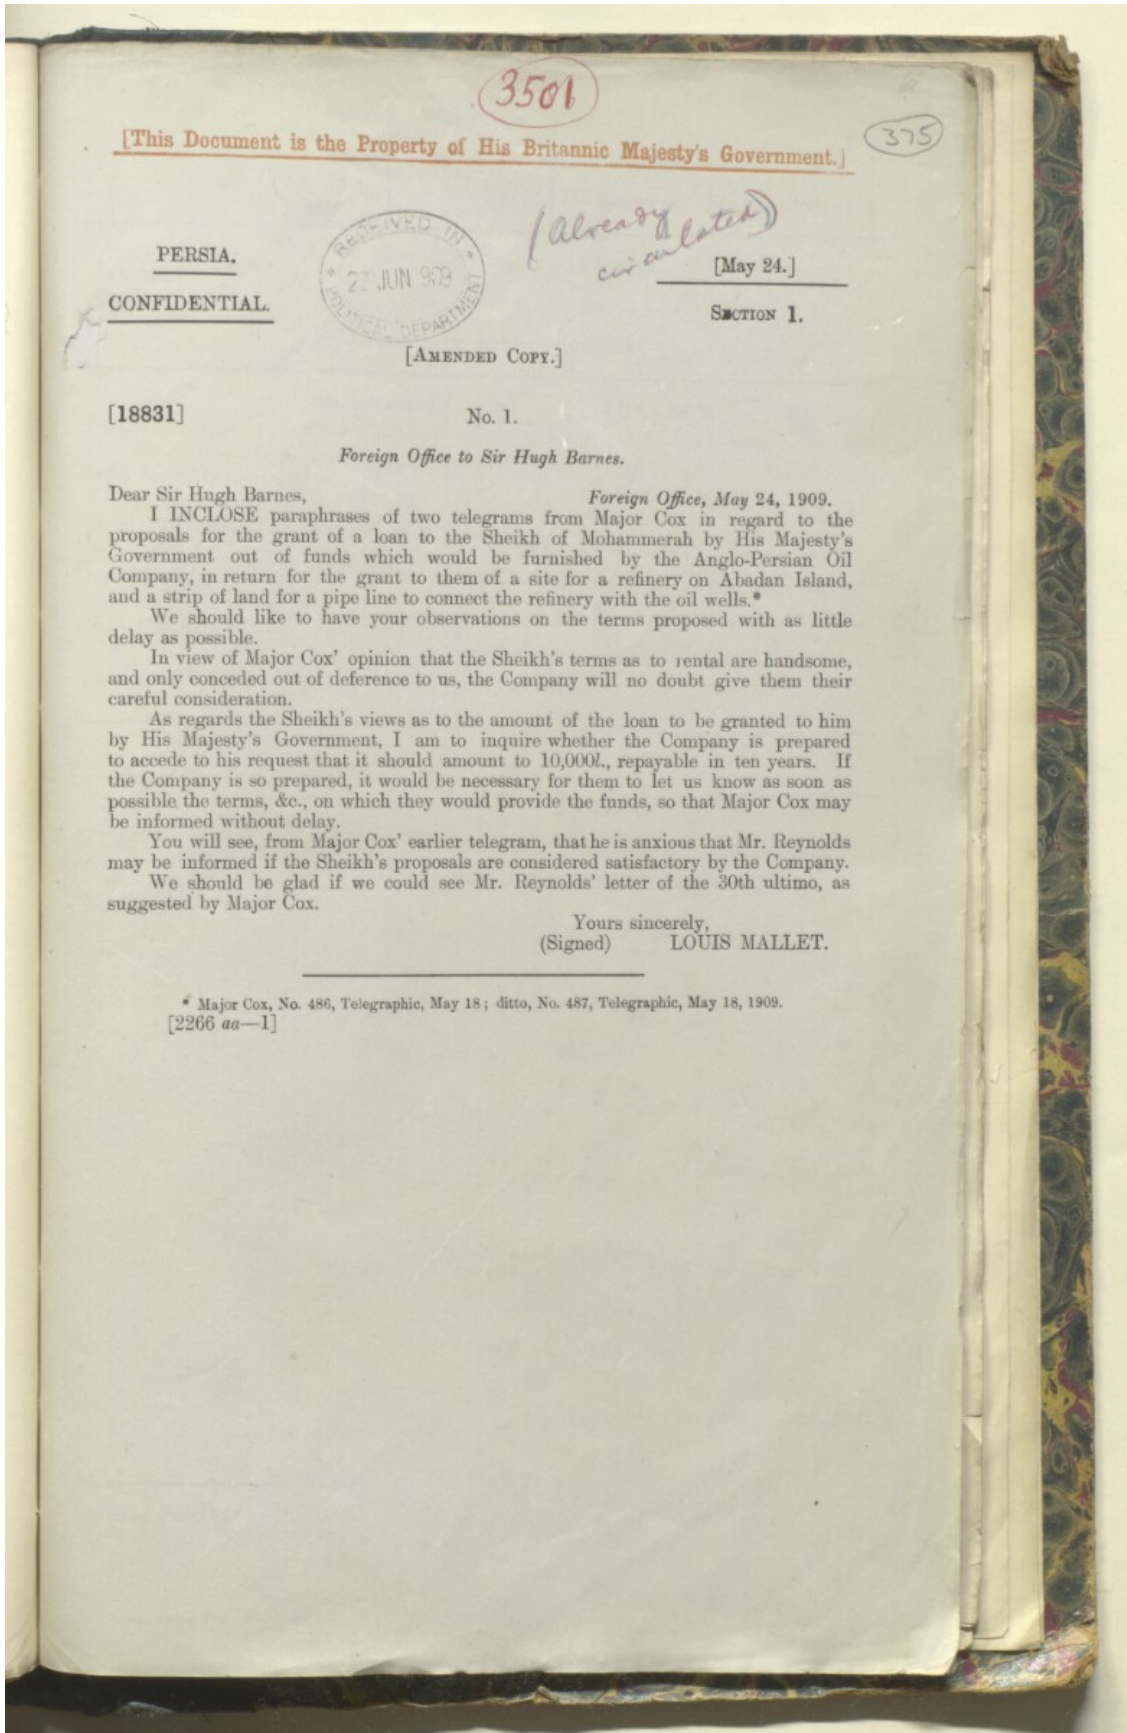 3501
375
[This Document is the Property of His Britannic Majesty's Government.]
(Already
circulated)
RECEIVED IN
JUN 909
POLITICAL DEPARTMENT
PERSIA.
[May 24.]
CONFIDENTIAL.
SECTION 1.
[AMENDED COPY.]
[18831]
No. 1.
Foreign Office to Sir Hugh Barnes.
Dear Sir Hugh Barnes,
Foreign Office, May 24, 1909.
I INCLOSE paraphrases of two telegrams from Major Cox in regard to the
proposals for the grant of a loan to the Sheikh of Mohammerah by His Majesty's
Government out of funds which would be furnished by the Anglo-Persian Oil
Company, in return for the grant to them of a site for a refinery on Abadan Island,
and a strip of land for a pipe line to connect the refinery with the oil wells.*
We should like to have your observations on the terms proposed with as little
delay as possible.
In view of Major Cox' opinion that the Sheikh's terms as to rental are handsome,
and only conceded out of deference to us, the Company will no doubt give them their
careful consideration.
As regards the Sheikh's views as to the amount of the loan to be granted to him
by His Majesty's Government, I am to inquire whether the Company is prepared
to accede to his request that it should amount to 10,000l., repayable in ten years. If
the Company is so prepared, it would be necessary for them to let us know as soon as
possible the terms, &c., on which they would provide the funds, so that Major Cox may
be informed without delay.
You will see, from Major Cox' earlier telegram, that he is anxious that Mr. Reynolds
may be informed if the Sheikh's proposals are considered satisfactory by the Company.
We should be glad if we could see Mr. Reynolds' letter of the 30th ultimo, as
suggested by Major Cox.
Yours sincerely,
(Signed) LOUIS MALLET.
* Major Cox, No. 486, Telegraphic, May 18; ditto, No. 487, Telegraphic, May 18, 1909.
[2266 aa—1]